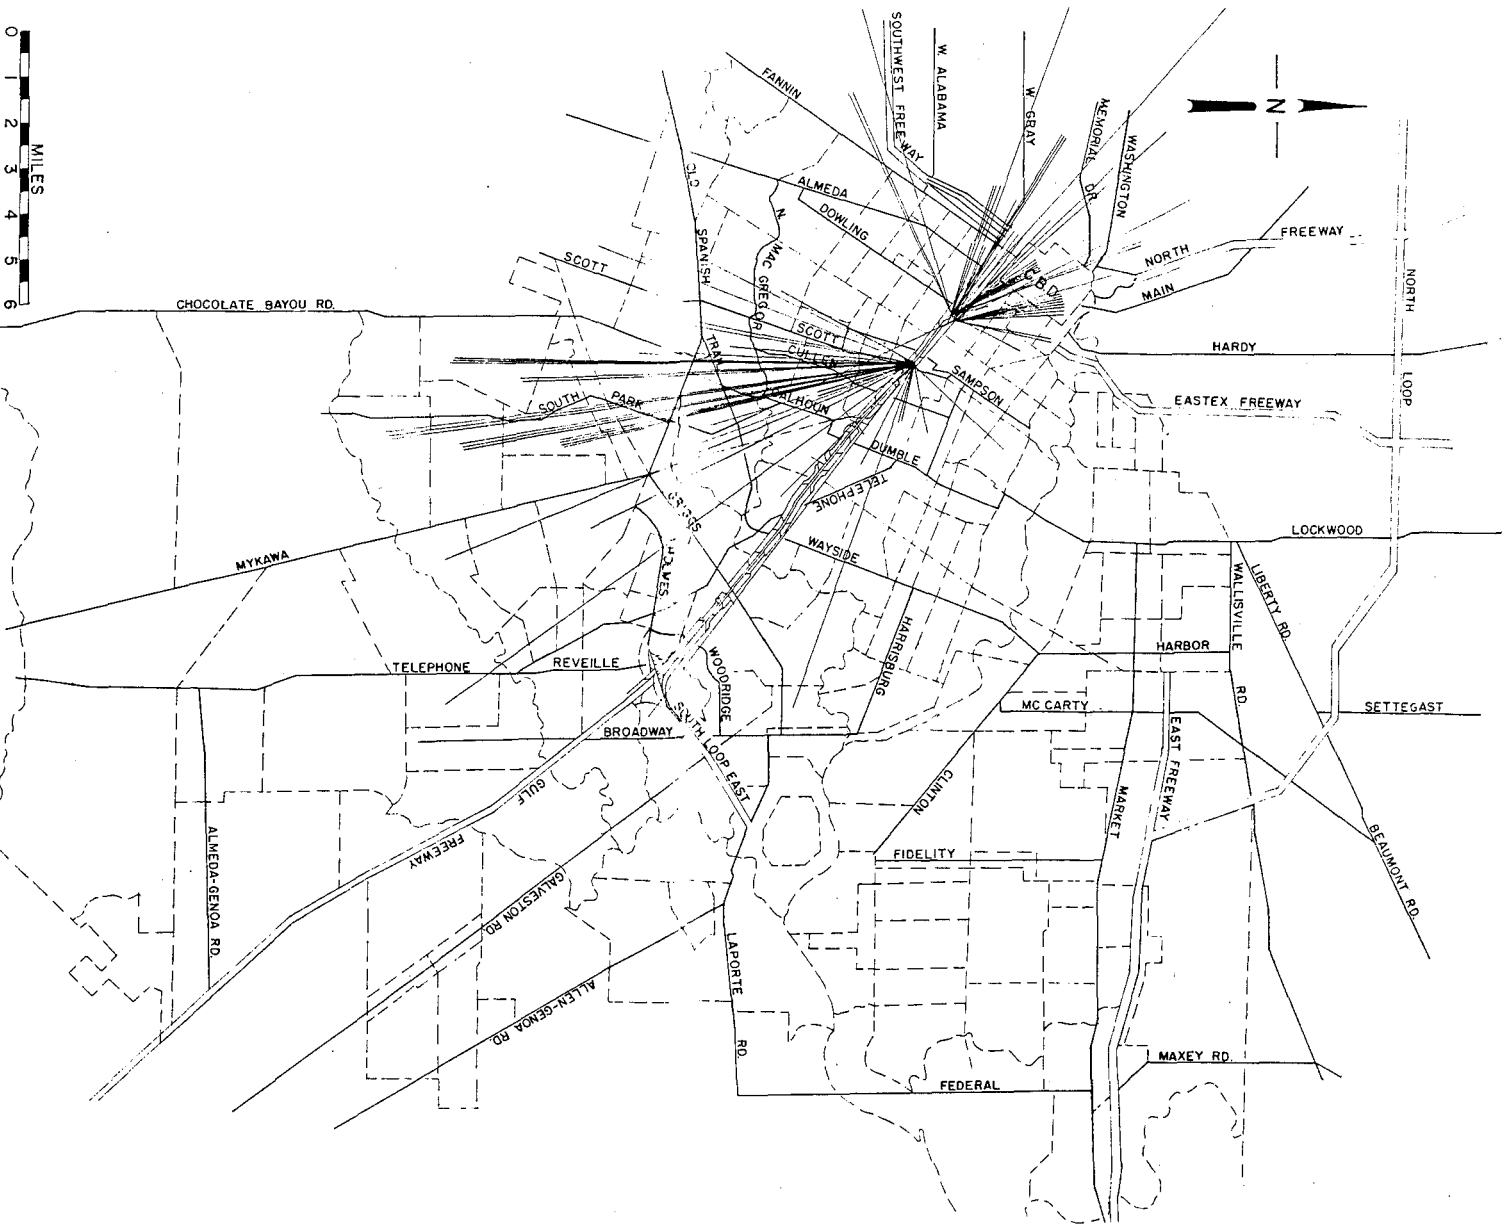 0 1 2 3 4 5 6
MILES
N
FANNIN
SOUTHWEST FREEWAY
W. ALABAMA
W GRAY
MEMORIAL DR.
WASHINGTON
ALMEDA
DOWLING
N. MAC GREGOR
OLD SPANISH TRAIL
SCOTT
C.B.D.
NORTH FREEWAY
MAIN
NORTH LOOP
CHOCOLATE BAYOU RD.
SCOTT
CULLEN
HARDY
SAMPSON
EASTEX FREEWAY
SOUTH PARK
CALHOUN
DUMBLE
TELEPHONE
GRIGGS
LOCKWOOD
MYKAWA
HOLMES
WAYSIDE
WALLISVILLE RD.
LIBERTY RD.
HARRISBURG
HARBOR
TELEPHONE
REVEILLE
WOODRIDGE
MC CARTY
SETTEGAST
BROADWAY
SOUTH LOOP EAST
EAST FREEWAY
GULF FREEWAY
CLINTON
MARKET
BEAUMONT RD.
ALMEDA-GENOA RD.
FIDELITY
GALVESTON RD.
LAPORTE RD.
ALLEN-GENOA RD.
MAXEY RD.
FEDERAL